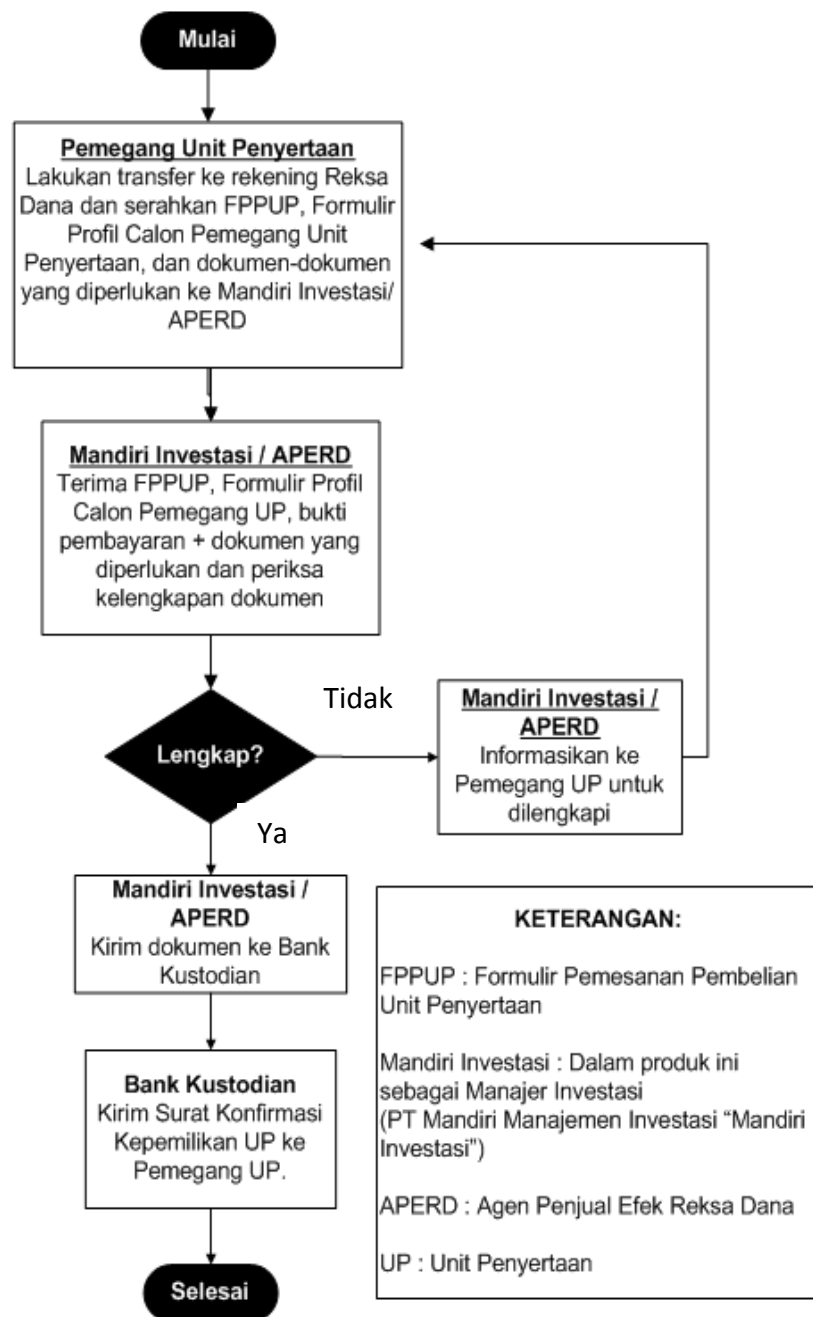 Mulai
Pemegang Unit Penyertaan
Lakukan transfer ke rekening Reksa
Dana dan serahkan FPPUP, Formulir
Profil Calon Pemegang Unit
Penyertaan, dan dokumen-dokumen
yang diperlukan ke Mandiri Investasi/
APERD
Mandiri Investasi / APERD
Terima FPPUP, Formulir Profil
Calon Pemegang UP, bukti
pembayaran + dokumen yang
diperlukan dan periksa
kelengkapan dokumen
Lengkap?
Tidak
Mandiri Investasi /
APERD
Informasikan ke
Pemegang UP untuk
dilengkapi
Ya
Mandiri Investasi /
APERD
Kirim dokumen ke Bank
Kustodian
Bank Kustodian
Kirim Surat Konfirmasi
Kepemilikan UP ke
Pemegang UP.
Selesai
KETERANGAN:
FPPUP : Formulir Pemesanan Pembelian
Unit Penyertaan
Mandiri Investasi : Dalam produk ini
sebagai Manajer Investasi
(PT Mandiri Manajemen Investasi “Mandiri
Investasi”)
APERD : Agen Penjual Efek Reksa Dana
UP : Unit Penyertaan